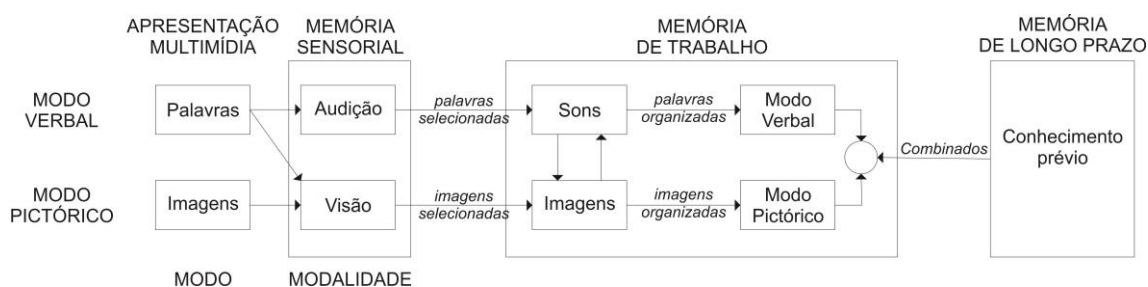 APRESENTAÇÃO
MULTIMÍDIA
MEMÓRIA
SENSORIAL
MEMÓRIA
DE TRABALHO
MEMÓRIA
DE LONGO PRAZO
MODO
VERBAL
Palavras
Audição
palavras
selecionadas
Sons
palavras
organizadas
Modo
Verbal
Combinados
Conhecimento
prévio
MODO
PICTÓRICO
Imagens
Visão
imagens
selecionadas
Imagens
imagens
organizadas
Modo
Pictórico
MODO
MODALIDADE